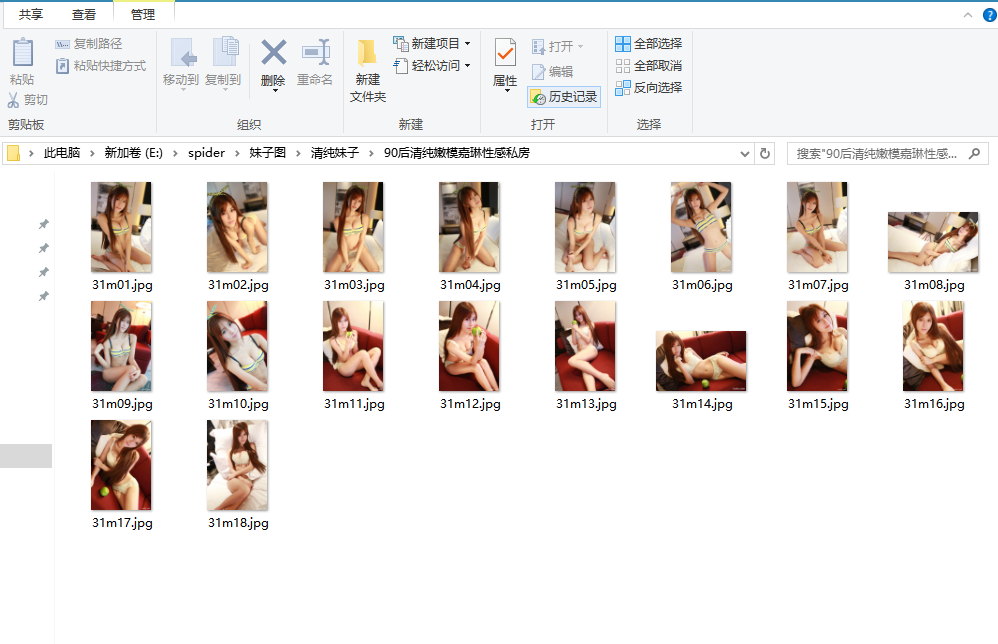 共享 查看 管理
粘贴
复制路径
粘贴快捷方式
剪切
剪贴板
移动到 复制到
删除 重命名
组织
新建
文件夹
新建项目
轻松访问
新建
属性
打开
编辑
历史记录
打开
全部选择
全部取消
反向选择
选择
此电脑 › 新加卷 (E:) › spider › 妹子图 › 清纯妹子 › 90后清纯嫩模嘉琳性感私房
搜索"90后清纯嫩模嘉琳性感...
31m01.jpg 31m02.jpg 31m03.jpg 31m04.jpg 31m05.jpg 31m06.jpg 31m07.jpg 31m08.jpg
31m09.jpg 31m10.jpg 31m11.jpg 31m12.jpg 31m13.jpg 31m14.jpg 31m15.jpg 31m16.jpg
31m17.jpg 31m18.jpg